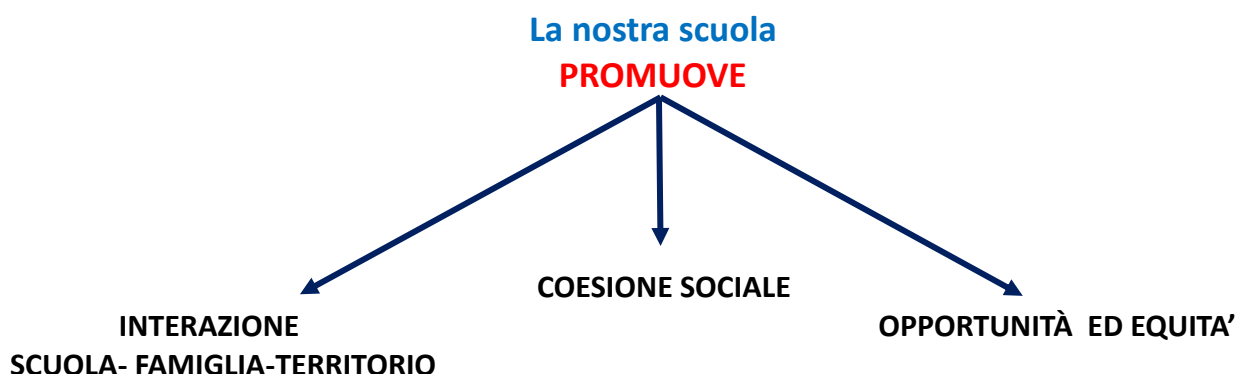 La nostra scuola
PROMUOVE
COESIONE SOCIALE
INTERAZIONE
SCUOLA- FAMIGLIA-TERRITORIO
OPPORTUNITÀ  ED EQUITA’